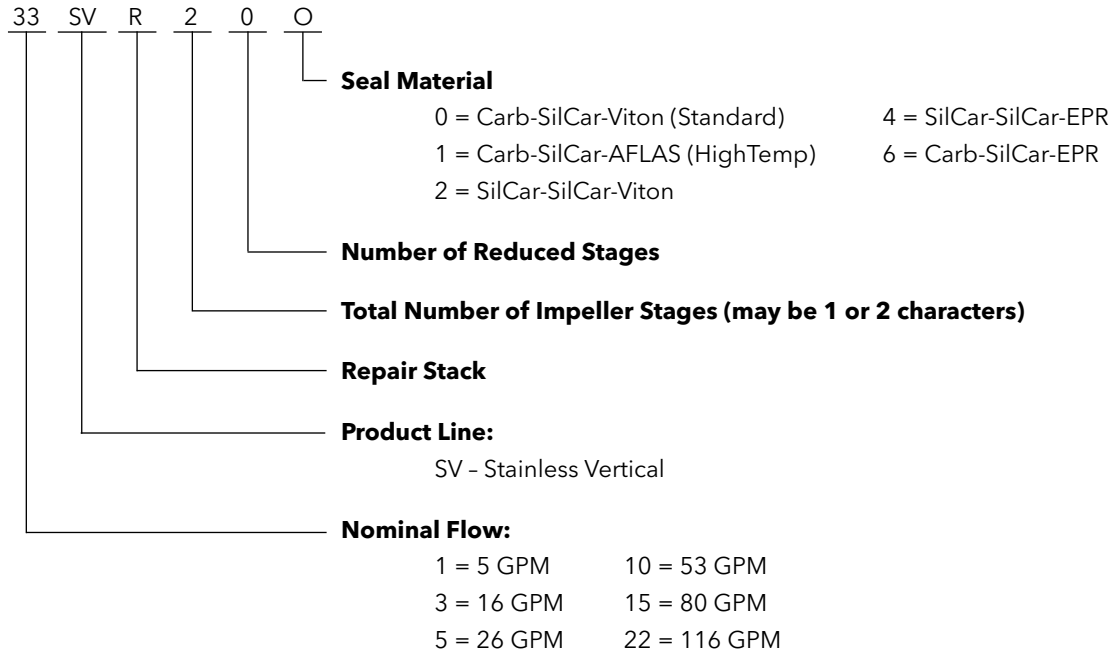 33 SV R 2 0 O
Seal Material
0 = Carb-SilCar-Viton (Standard) 4 = SilCar-SilCar-EPR
1 = Carb-SilCar-AFLAS (HighTemp) 6 = Carb-SilCar-EPR
2 = SilCar-SilCar-Viton
Number of Reduced Stages
Total Number of Impeller Stages (may be 1 or 2 characters)
Repair Stack
Product Line:
SV – Stainless Vertical
Nominal Flow:
1 = 5 GPM 10 = 53 GPM
3 = 16 GPM 15 = 80 GPM
5 = 26 GPM 22 = 116 GPM